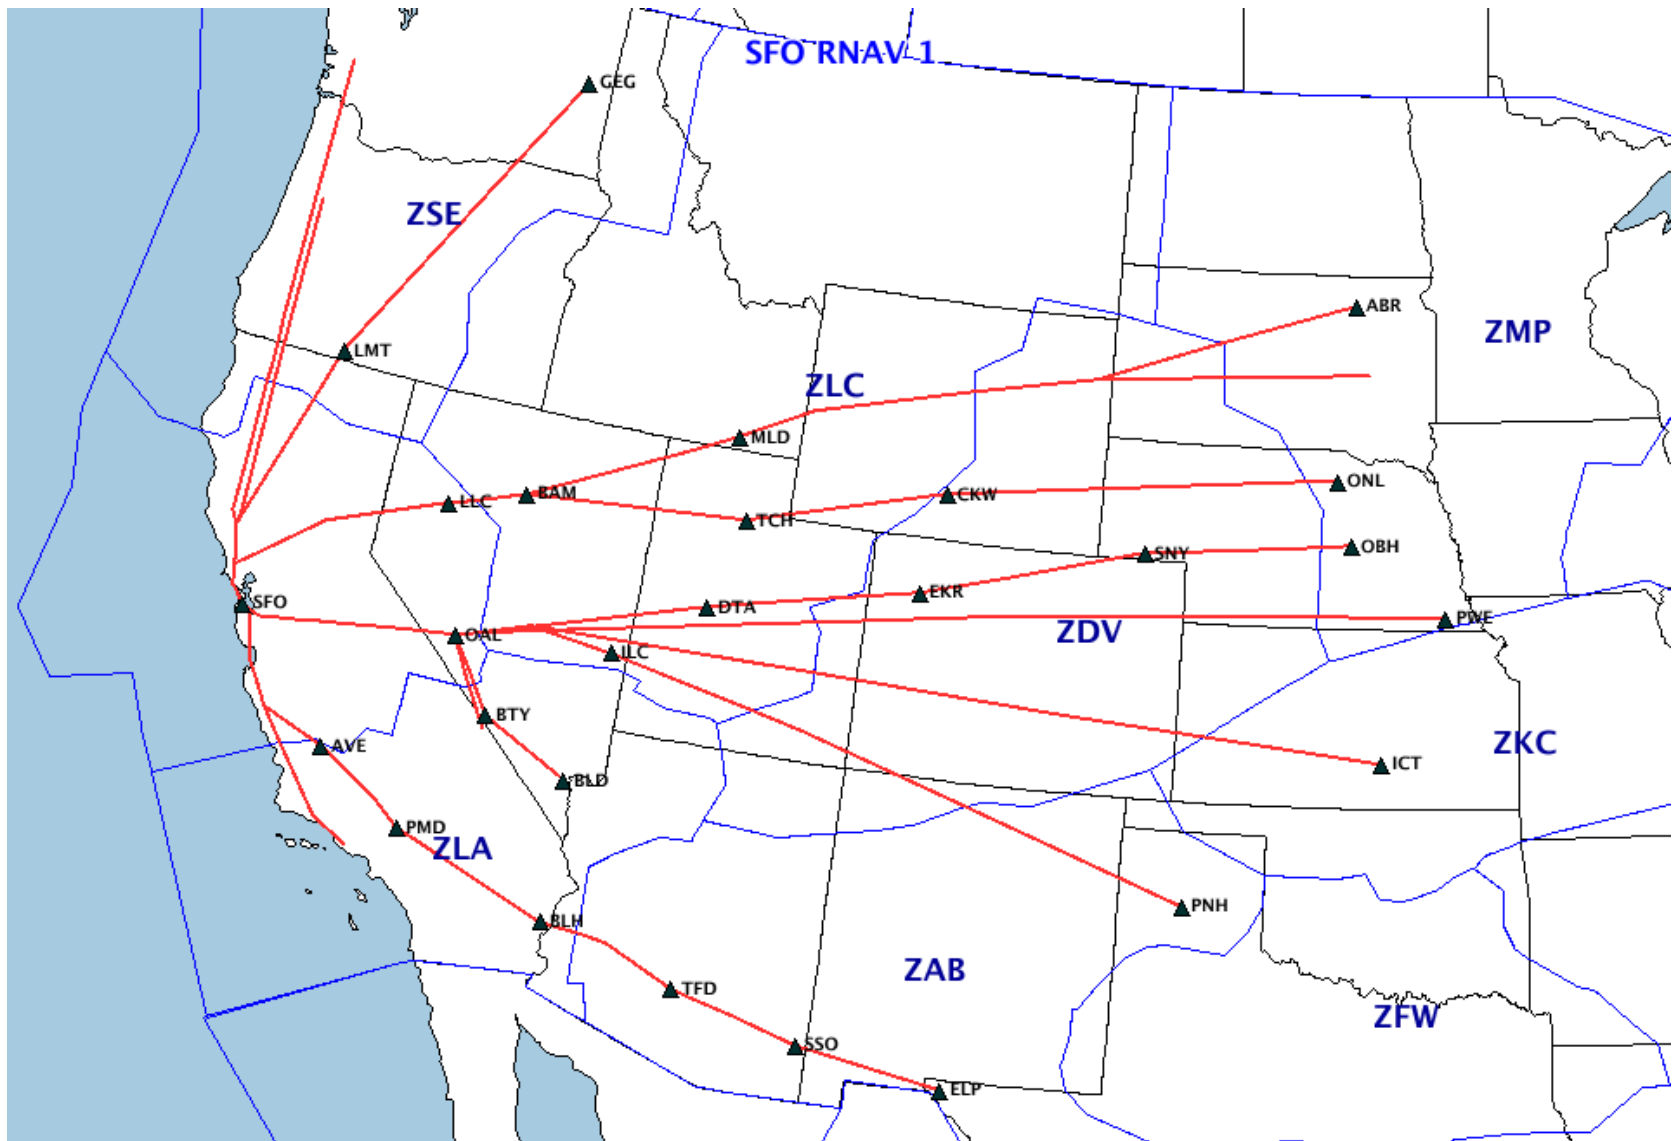 SFO RNAV 1
GEG
ZSE
ABR
ZMP
LMT
ZLC
MLD
ONL
LLC
BAM
CKW
TCH
OBH
SNY
EKR
SFO
DTA
PWE
ZDV
OAL
ILC
BTY
ZKC
AVE
ICT
BLD
PMD
ZLA
PNH
BLH
ZAB
TFD
ZFW
SSO
ELP